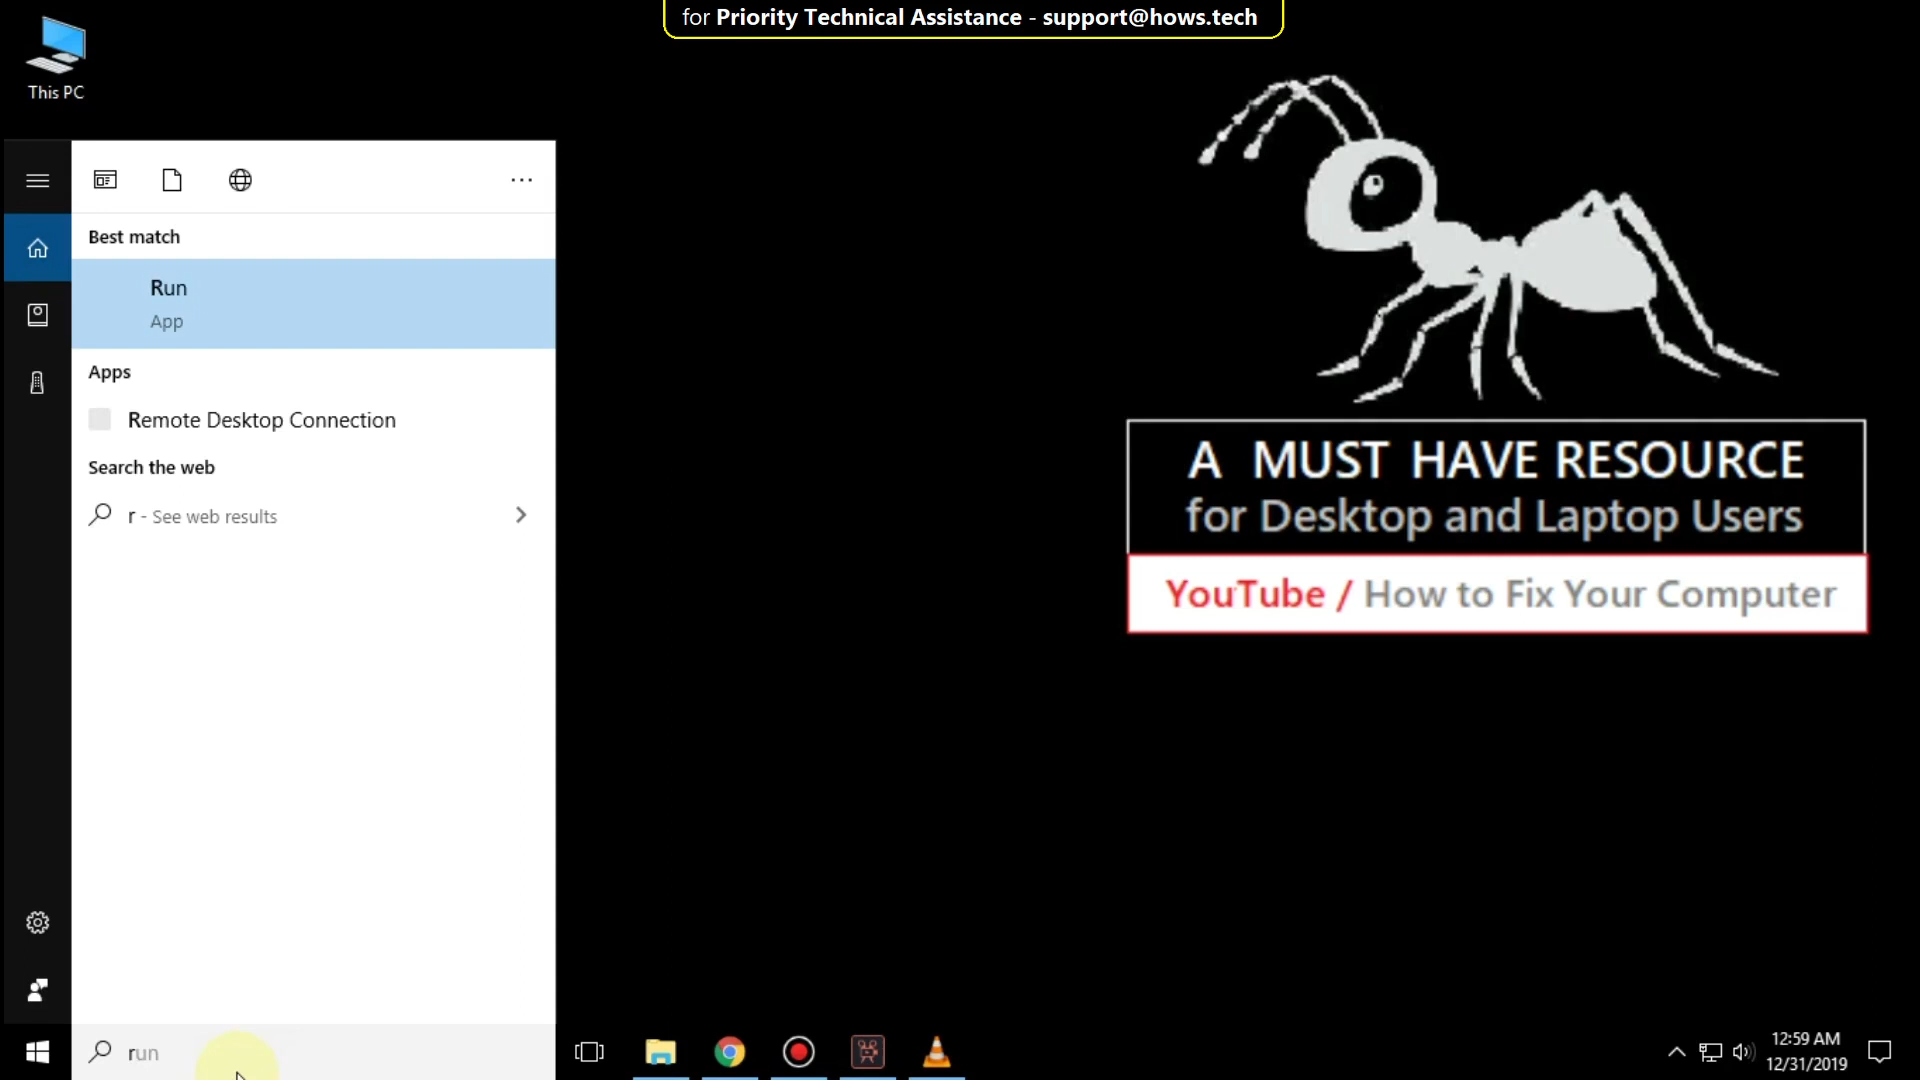 for Priority Technical Assistance - support@hows.tech
This PC
Best match
Run
App
Apps
Remote Desktop Connection
Search the web
r - See web results
run
A MUST HAVE RESOURCE
for Desktop and Laptop Users
YouTube / How to Fix Your Computer
12:59 AM
12/31/2019